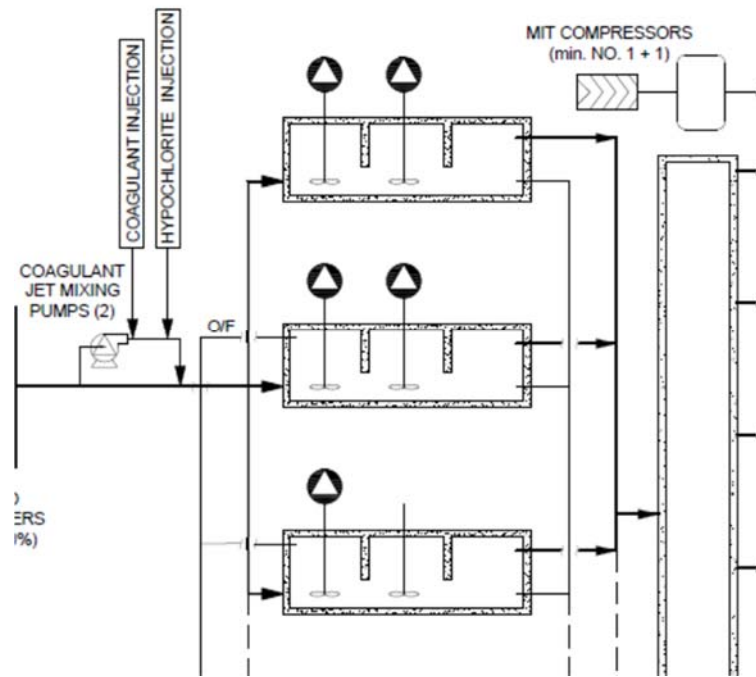 MIT COMPRESSORS
(min. NO. 1 + 1)
COAGULANT INJECTION
HYPOCHLORITE INJECTION
COAGULANT
JET MIXING
PUMPS (2)
O/F
ERS